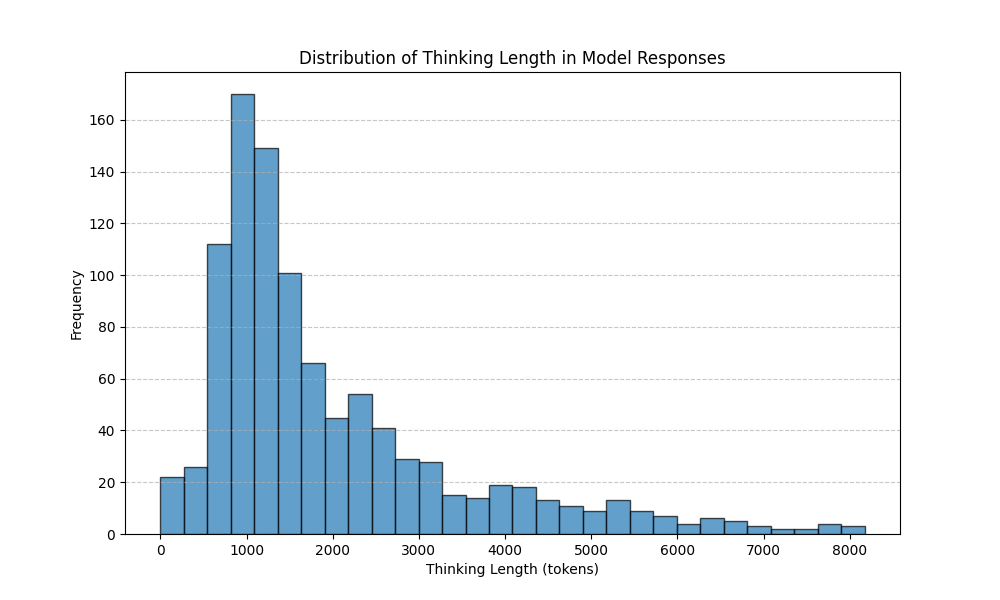 Distribution of Thinking Length in Model Responses
160
140
120
100
80
60
40
20
0
Frequency
0 1000 2000 3000 4000 5000 6000 7000 8000
Thinking Length (tokens)